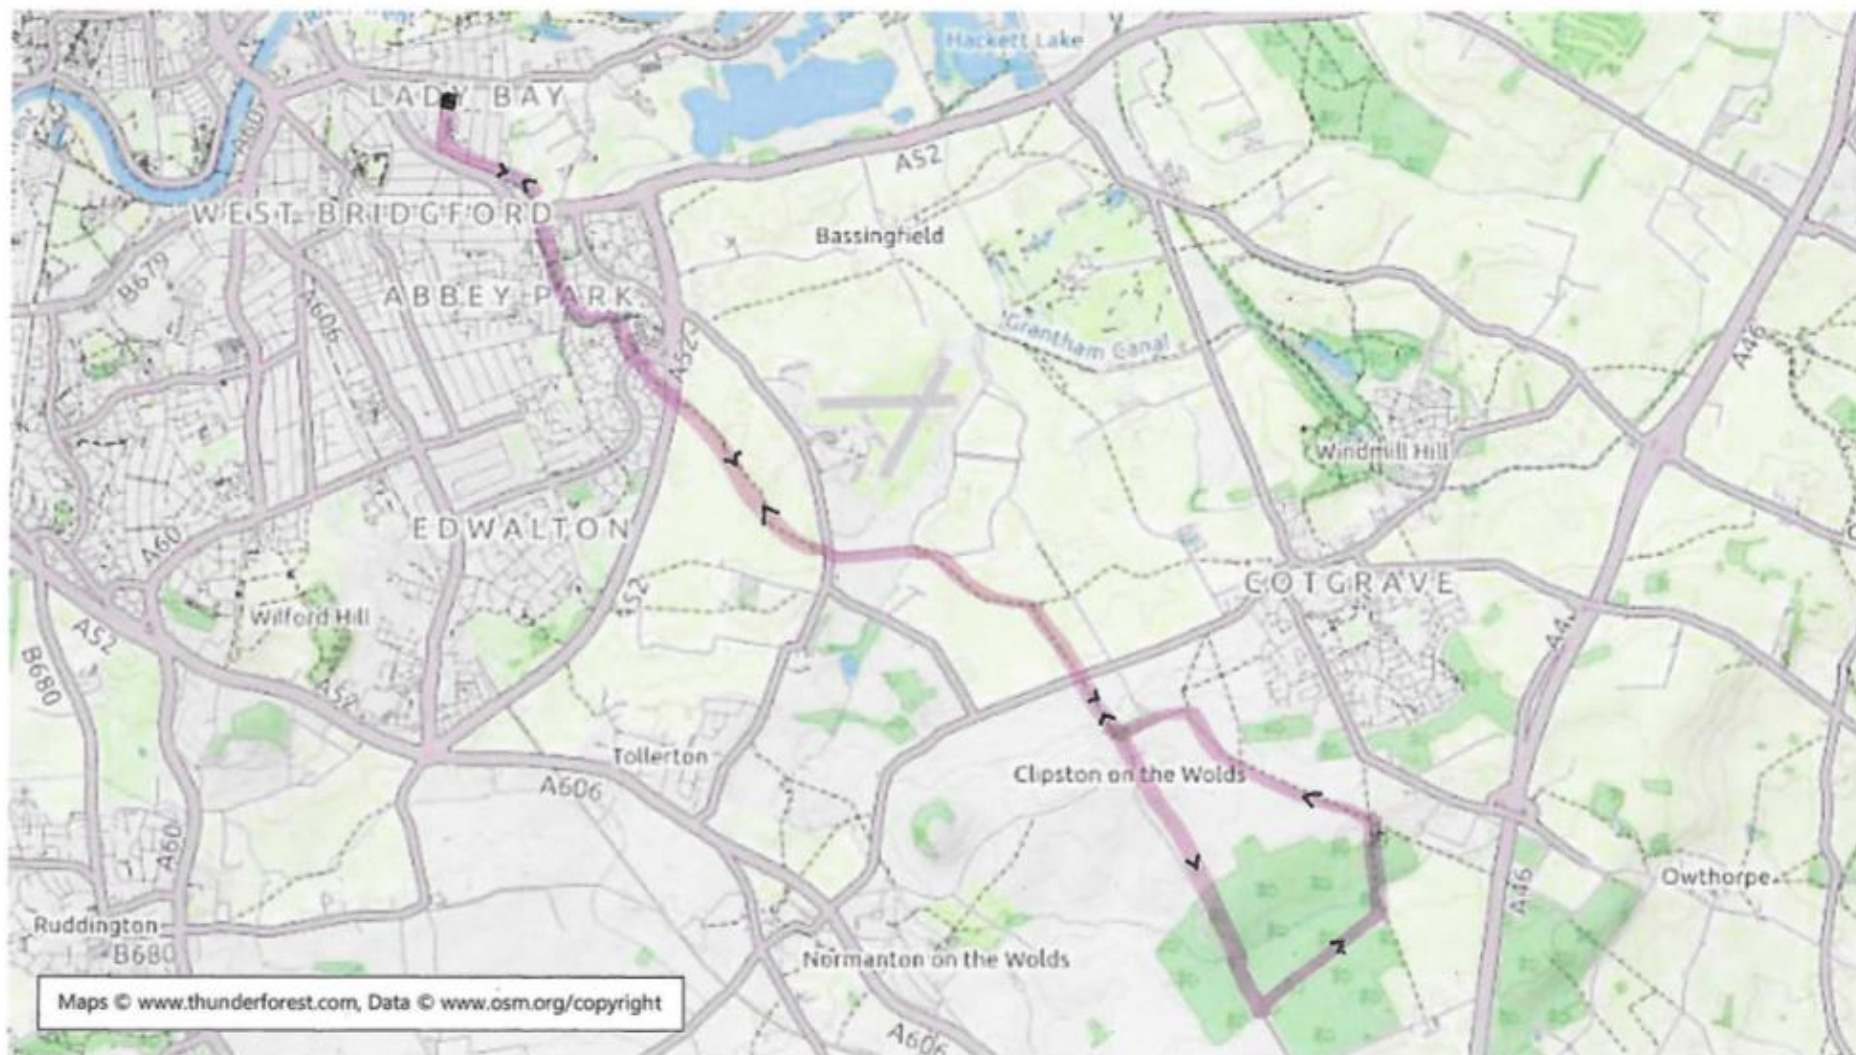 Hackett Lake
LADY BAY
A60
A52
WEST BRIDGFORD
Bassingfield
B679
ABBEY PARK
A606
Grantham Canal
A52
A46
Windmill Hill
EDWALTON
A60
COTGRAVE
A52
Wilford Hill
A52
B680
A52
Tollerton
Clipston on the Wolds
A606
A60
Owthorpe
A46
Ruddington
B680
Normanton on the Wolds
Maps © www.thunderforest.com, Data © www.osm.org/copyright
A606